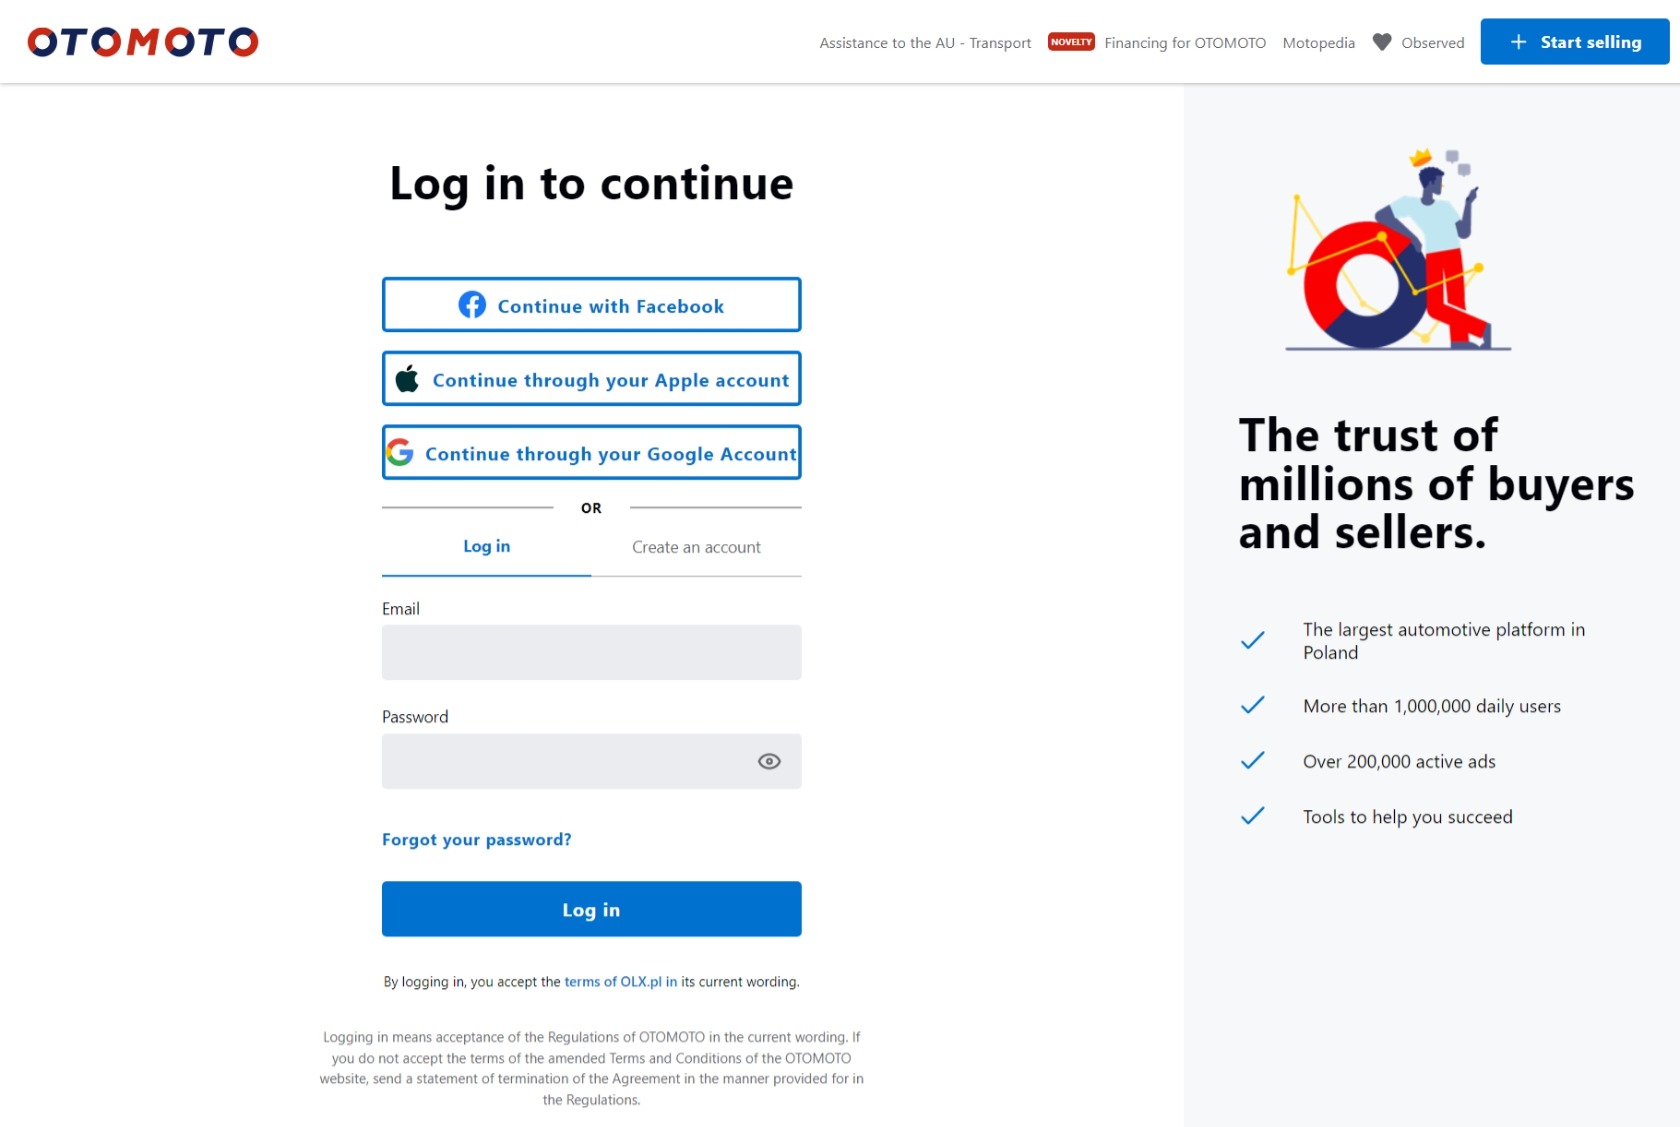 OTOMOTO
Assistance to the AU - Transport
NOVELTY
Financing for OTOMOTO
Motopedia
Observed
+ Start selling
Log in to continue
Continue with Facebook
Continue through your Apple account
Continue through your Google Account
OR
Log in
Create an account
Email
Password
Forgot your password?
Log in
By logging in, you accept the terms of OLX.pl in its current wording.
Logging in means acceptance of the Regulations of OTOMOTO in the current wording. If
you do not accept the terms of the amended Terms and Conditions of the OTOMOTO
website, send a statement of termination of the Agreement in the manner provided for in
the Regulations.
The trust of
millions of buyers
and sellers.
The largest automotive platform in
Poland
More than 1,000,000 daily users
Over 200,000 active ads
Tools to help you succeed